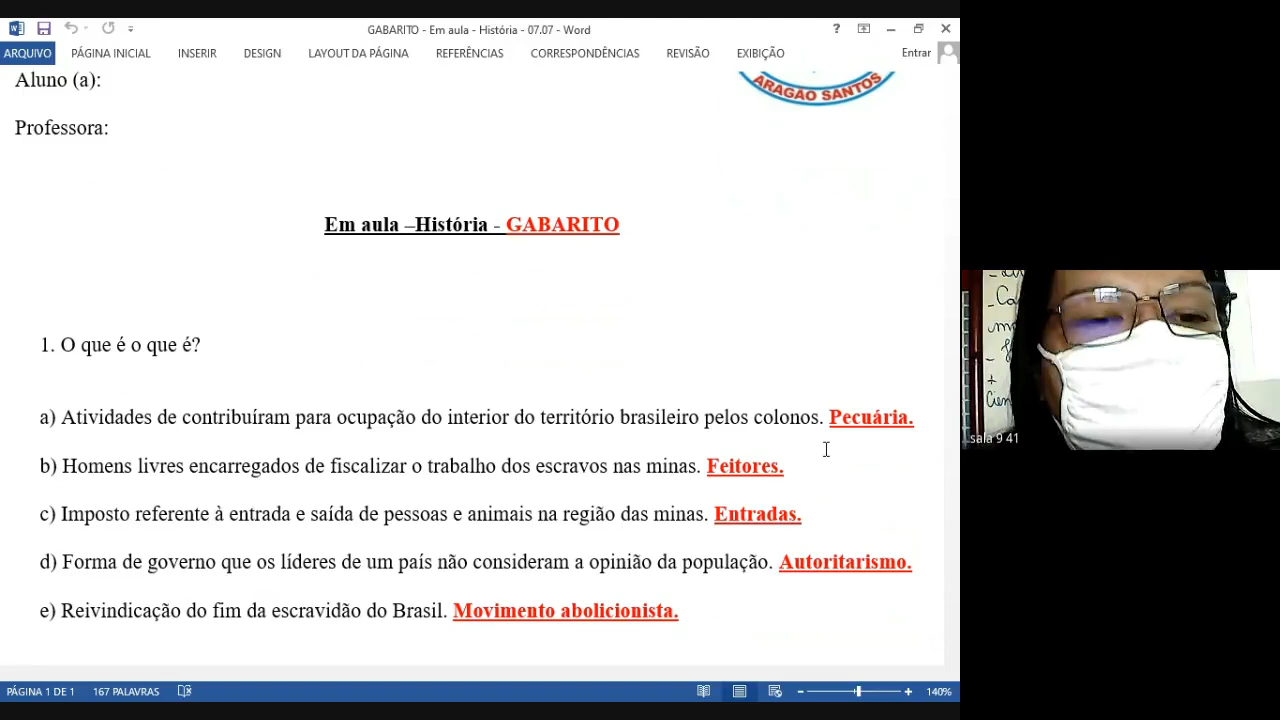 GABARITO - Em aula - História - 07.07 - Word
?
ARQUIVO PÁGINA INICIAL INSERIR DESIGN LAYOUT DA PÁGINA REFERÊNCIAS CORRESPONDÊNCIAS REVISÃO EXIBIÇÃO Entrar
Aluno (a):
ARAGÃO SANTOS
Professora:
Em aula –História - GABARITO
1. O que é o que é?
a) Atividades de contribuíram para ocupação do interior do território brasileiro pelos colonos. Pecuária.
b) Homens livres encarregados de fiscalizar o trabalho dos escravos nas minas. Feitores.
c) Imposto referente à entrada e saída de pessoas e animais na região das minas. Entradas.
d) Forma de governo que os líderes de um país não consideram a opinião da população. Autoritarismo.
e) Reivindicação do fim da escravidão do Brasil. Movimento abolicionista.
sala 9 41
PÁGINA 1 DE 1 167 PALAVRAS 140%